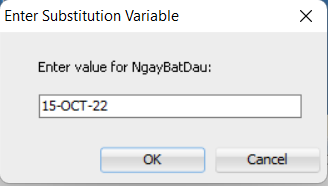 Enter Substitution Variable
Enter value for NgayBatDau:
15-OCT-22
OK Cancel